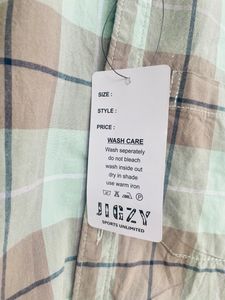 SIZE :
STYLE :
PRICE :
WASH CARE
Wash seperately
do not bleach
wash inside out
dry in shade
use warm iron
JIGZY
SPORTS UNLIMITED